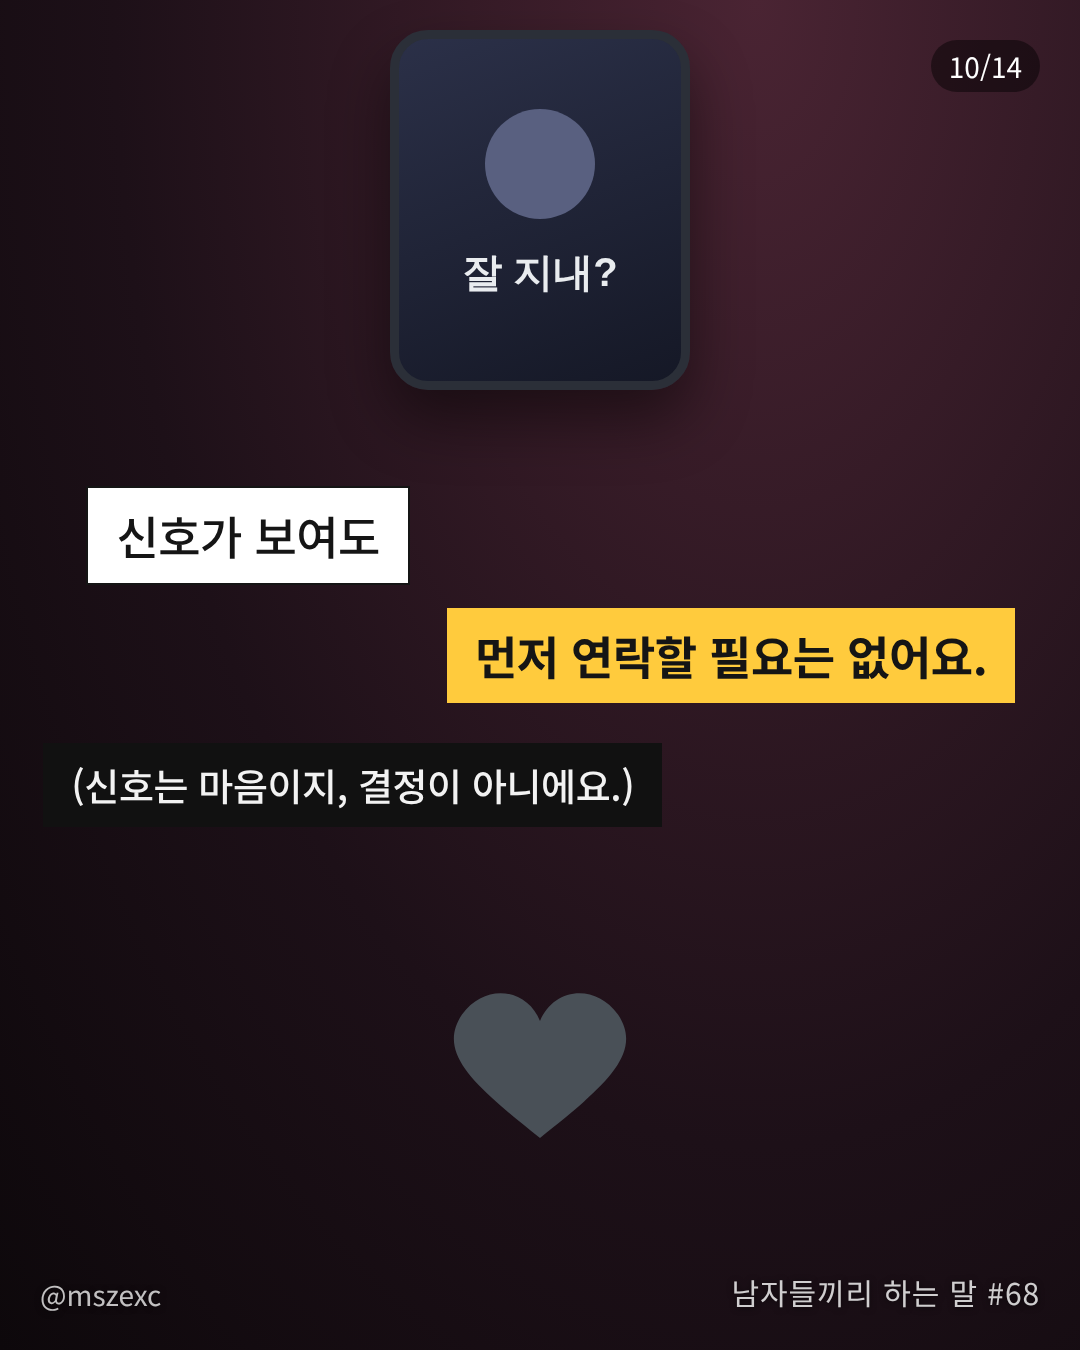 10/14
잘 지내?
신호가 보여도
먼저 연락할 필요는 없어요.
(신호는 마음이지, 결정이 아니에요.)
@mszexc
남자들끼리 하는 말 #68